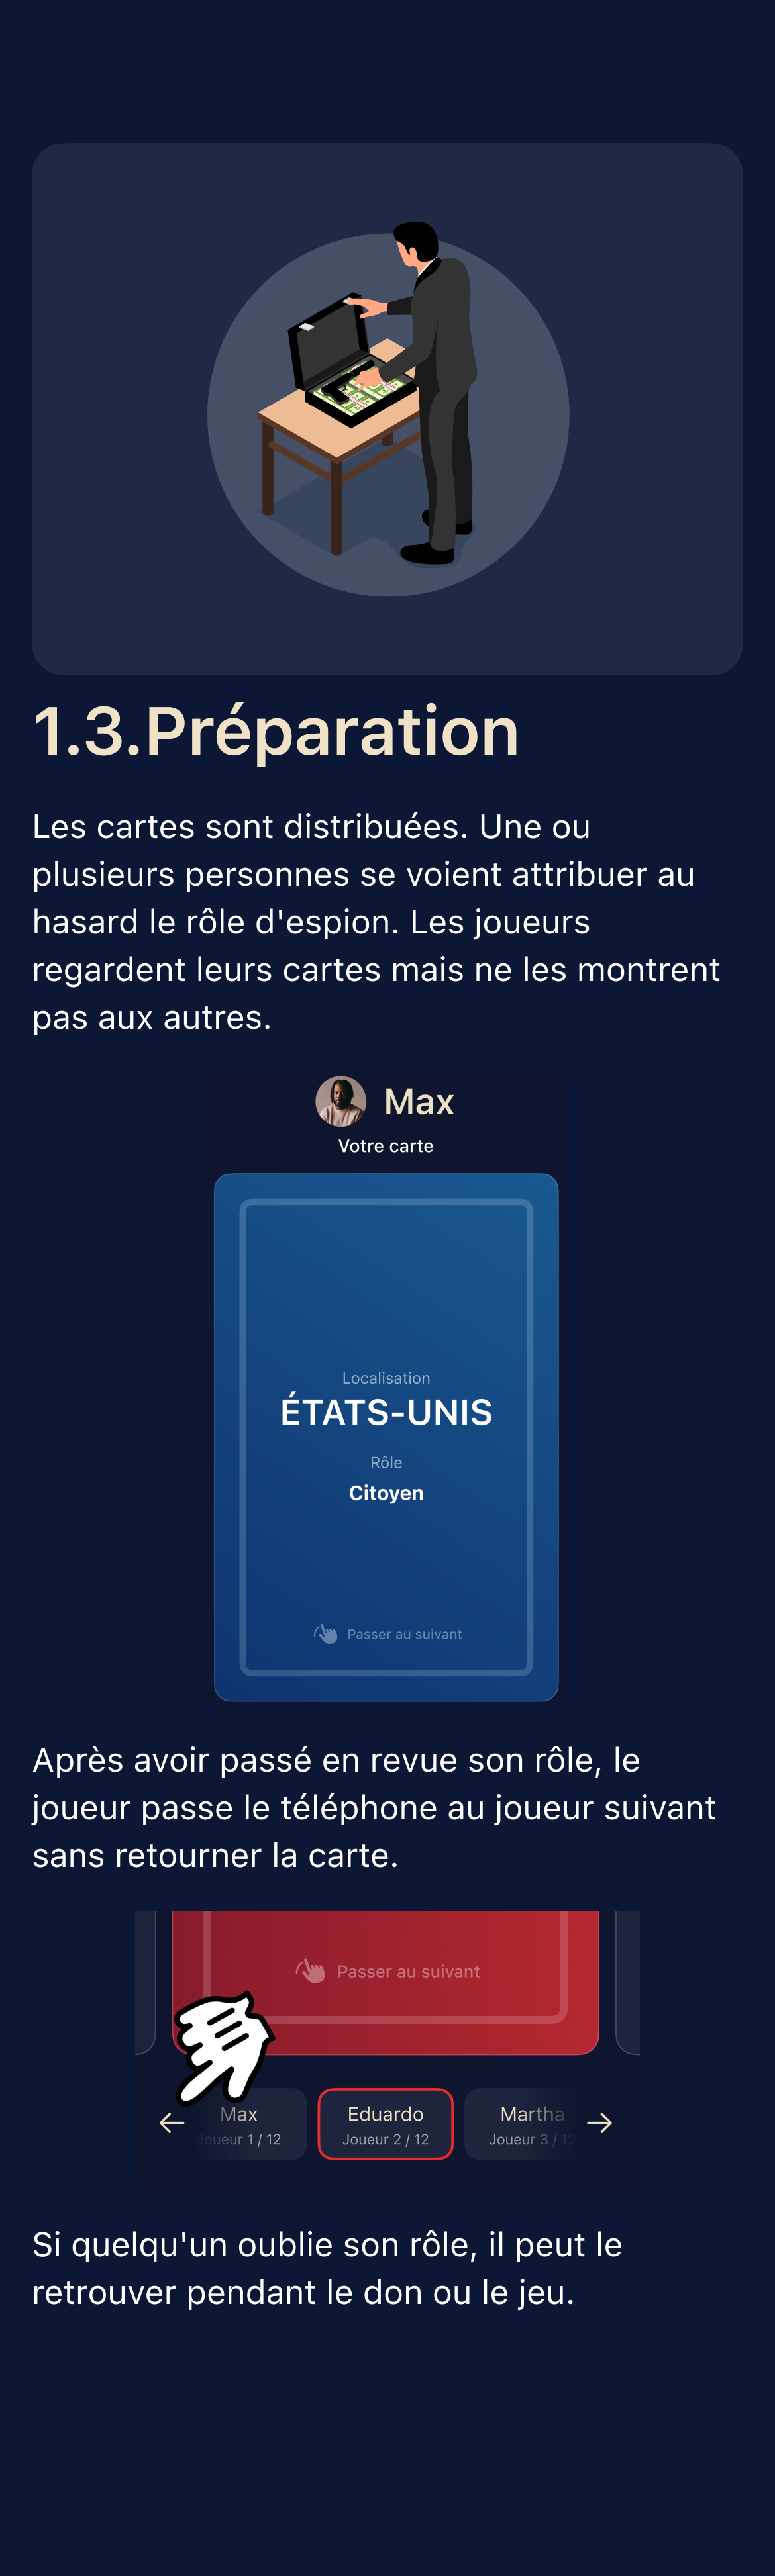 1.3.Préparation
Les cartes sont distribuées. Une ou
plusieurs personnes se voient attribuer au
hasard le rôle d'espion. Les joueurs
regardent leurs cartes mais ne les montrent
pas aux autres.
Max
Votre carte
Localisation
ÉTATS-UNIS
Rôle
Citoyen
Passer au suivant
Après avoir passé en revue son rôle, le
joueur passe le téléphone au joueur suivant
sans retourner la carte.
Passer au suivant
Max
Joueur 1 / 12
Eduardo
Joueur 2 / 12
Martha
Joueur 3 / 12
Si quelqu'un oublie son rôle, il peut le
retrouver pendant le don ou le jeu.